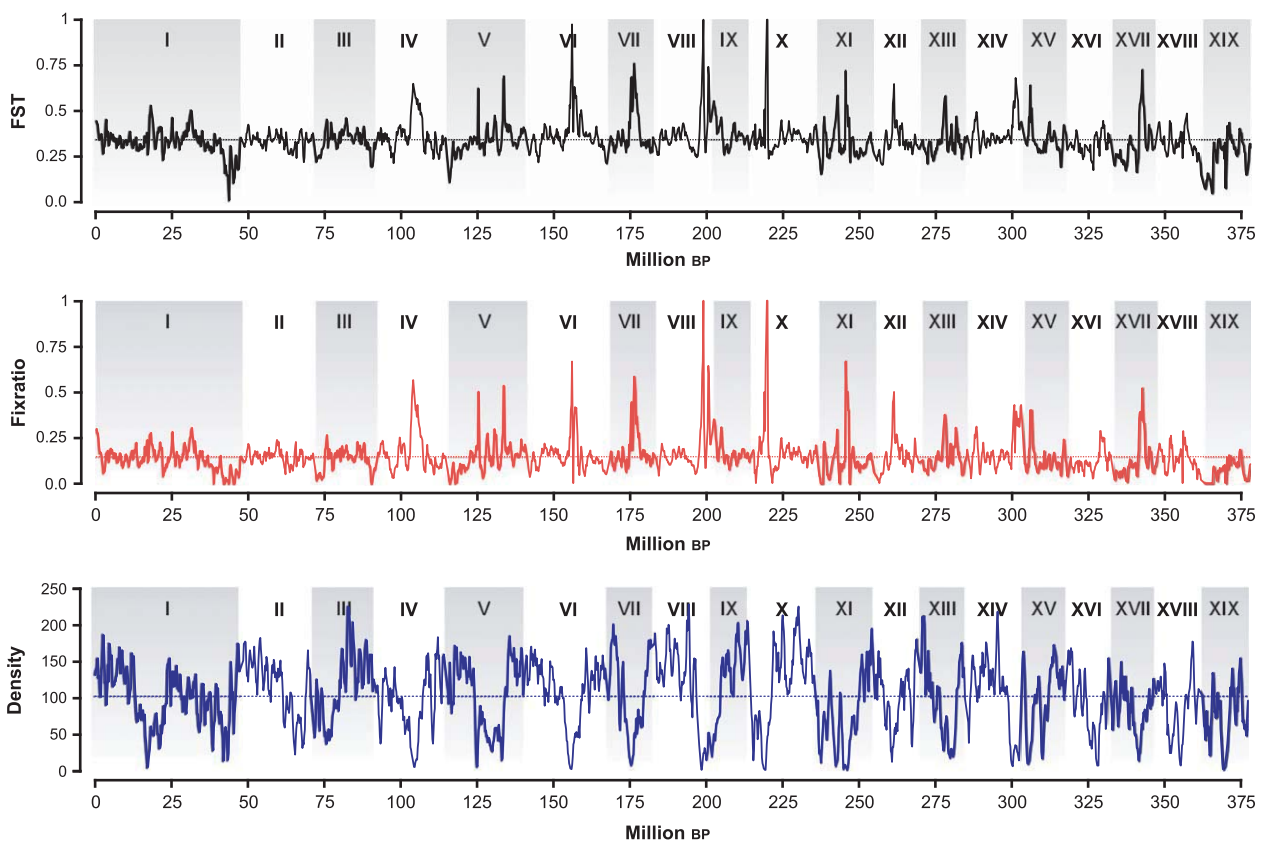 1
I II III IV V VI VII VIII IX X XI XII XIII XIV XV XVI XVII XVIII XIX
0.75
FST
0.5
0.25
0.0
0 25 50 75 100 125 150 175 200 225 250 275 300 325 350 375
Million BP
1
I II III IV V VI VII VIII IX X XI XII XIII XIV XV XVI XVII XVIII XIX
0.75
Fixratio
0.5
0.25
0.0
0 25 50 75 100 125 150 175 200 225 250 275 300 325 350 375
Million BP
250
I II III IV V VI VII VIII IX X XI XII XIII XIV XV XVI XVII XVIII XIX
200
150
Density
100
50
0
0 25 50 75 100 125 150 175 200 225 250 275 300 325 350 375
Million BP